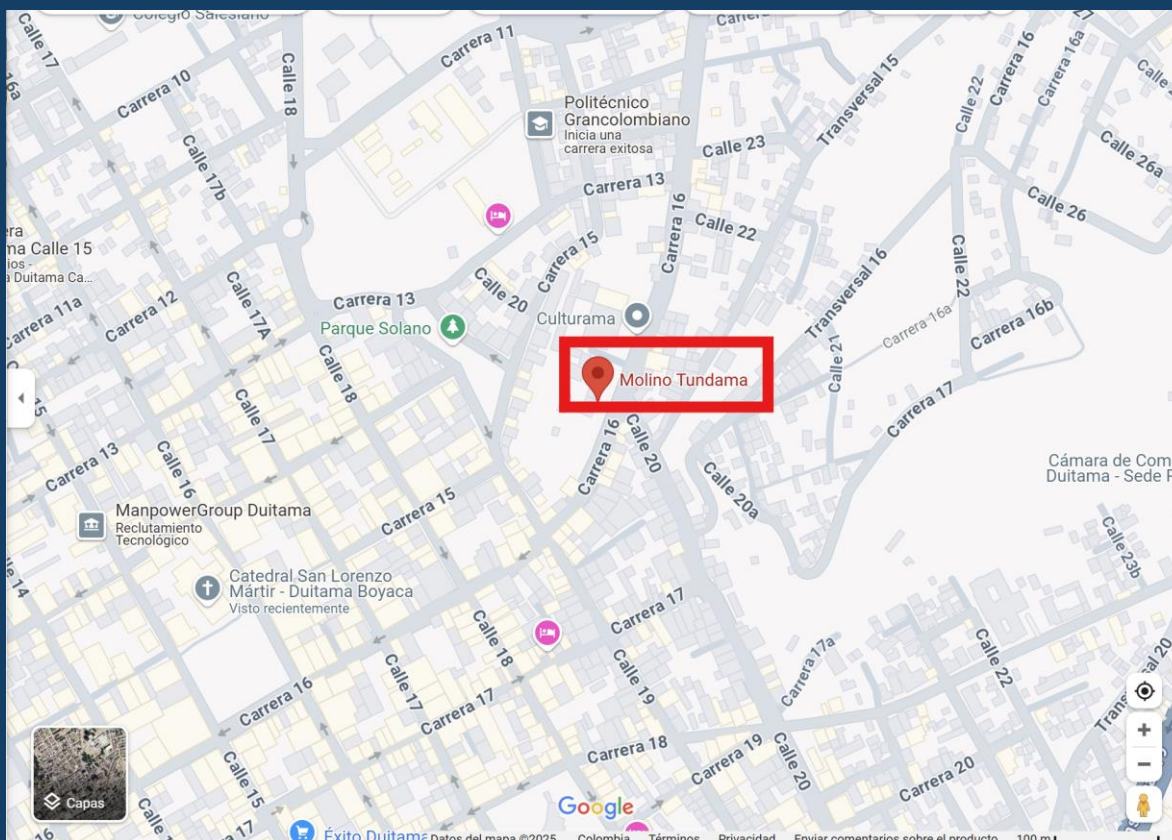 Colegio Salesiano
Calle 17
Carrera 10
Calle 18
Carrera 11
Calle 17b
Politécnico
Grancolombiano
Inicia una
carrera exitosa
Calle 23
Transversal 15
Calle 22
Carrera 16
Carrera 16a
Calle 26a
Calle 26
Carrera 13
Carrera 16
Calle 22
ma Calle 15
a Duitama Ca...
Carrera 11a
Carrera 12
Calle 17A
Carrera 13
Calle 20
Carrera 15
Parque Solano
Culturama
Transversal 16
Calle 22
Carrera 16a
Carrera 16b
Calle 21
Molino Tundama
Calle 18
Calle 17
Carrera 17
Carrera 13
Calle 16
Carrera 16
Calle 20
Calle 20a
Cámara de Com
Duitama - Sede P
ManpowerGroup Duitama
Reclutamiento
Tecnológico
Carrera 15
Calle 23b
Catedral San Lorenzo
Mártir - Duitama Boyaca
Visto recientemente
Carrera 17
Calle 18
Calle 19
Carrera 17a
Calle 22
Carrera 16
Calle 17
Carrera 17
Carrera 18
Carrera 19
Calle 20
Carrera 20
Calle 15
Capas
Google
Éxito Duitama
Datos del mapa ©2025 Colombia Términos Privacidad Enviar comentarios sobre el producto 100 m